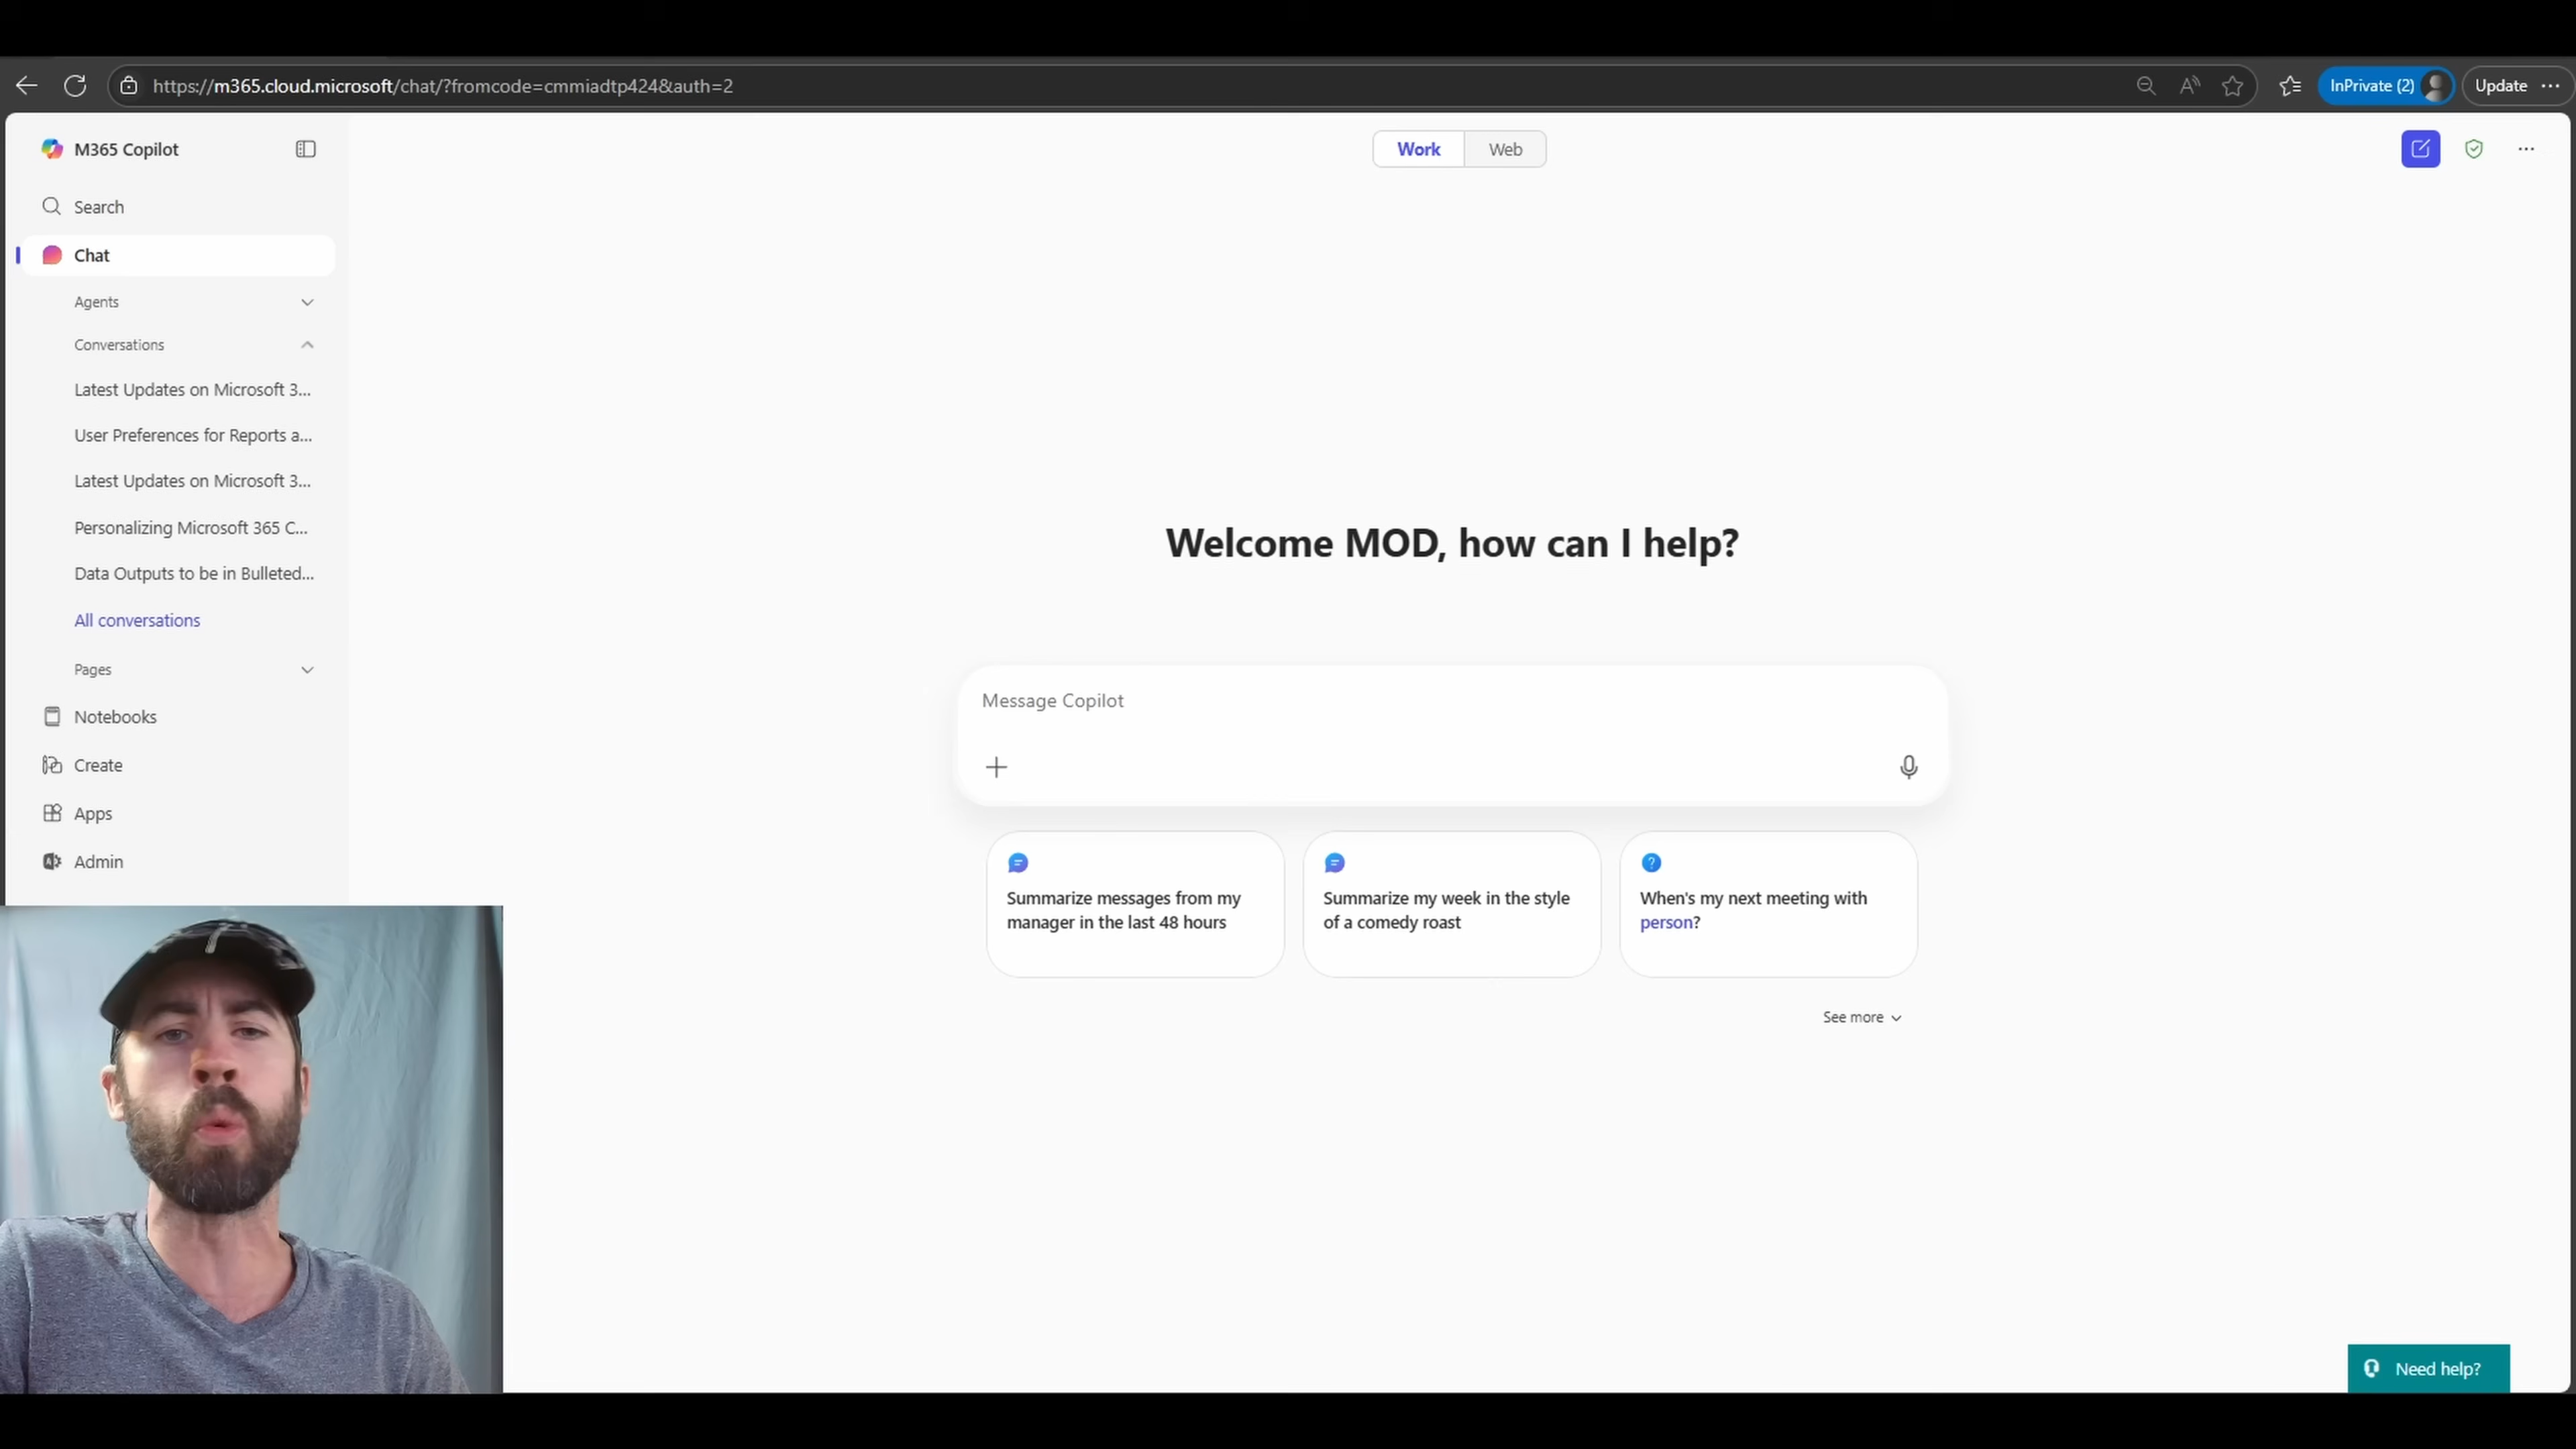 https://m365.cloud.microsoft/chat/?fromcode=cmmiadtp424&auth=2
InPrivate (2)
Update
M365 Copilot
Work
Web
Search
Chat
Agents
Conversations
Latest Updates on Microsoft 3...
User Preferences for Reports a...
Latest Updates on Microsoft 3...
Personalizing Microsoft 365 C...
Data Outputs to be in Bulleted...
All conversations
Pages
Notebooks
Create
Apps
Admin
Welcome MOD, how can I help?
Message Copilot
Summarize messages from my
manager in the last 48 hours
Summarize my week in the style
of a comedy roast
When's my next meeting with
person?
See more
Need help?